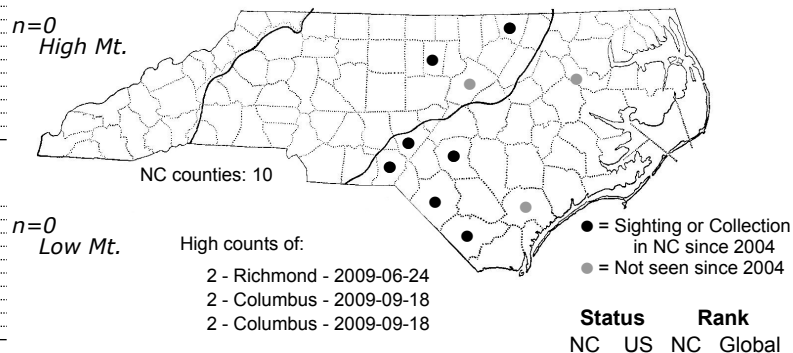 n=0
High Mt.
NC counties: 10
n=0
Low Mt.
High counts of:
2 - Richmond - 2009-06-24
2 - Columbus - 2009-09-18
2 - Columbus - 2009-09-18
= Sighting or Collection
in NC since 2004
= Not seen since 2004
Status Rank
NC US NC Global